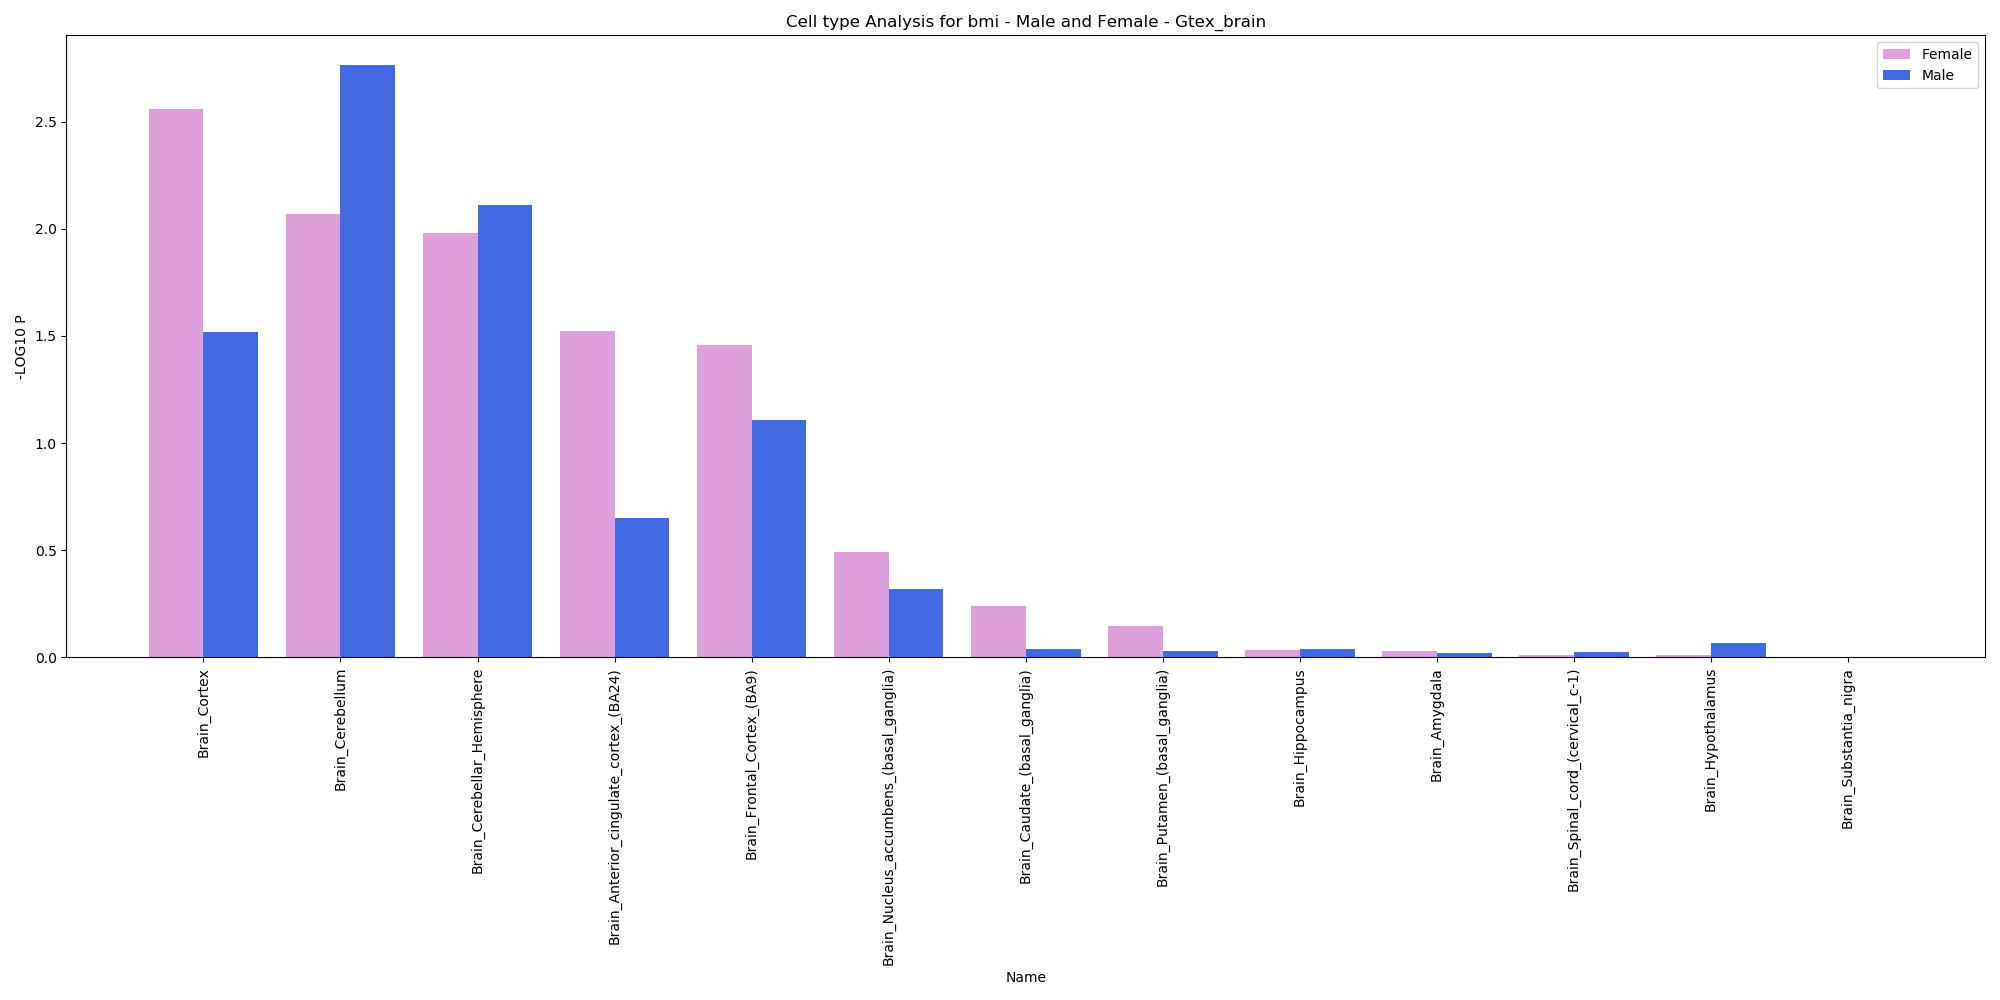 Cell type Analysis for bmi - Male and Female - Gtex_brain
Female
Male
-LOG10 P
2.5
2.0
1.5
1.0
0.5
0.0
Brain_Cortex
Brain_Cerebellum
Brain_Cerebellar_Hemisphere
Brain_Anterior_cingulate_cortex_(BA24)
Brain_Frontal_Cortex_(BA9)
Brain_Nucleus_accumbens_(basal_ganglia)
Brain_Caudate_(basal_ganglia)
Brain_Putamen_(basal_ganglia)
Brain_Hippocampus
Brain_Amygdala
Brain_Spinal_cord_(cervical_c-1)
Brain_Hypothalamus
Brain_Substantia_nigra
Name